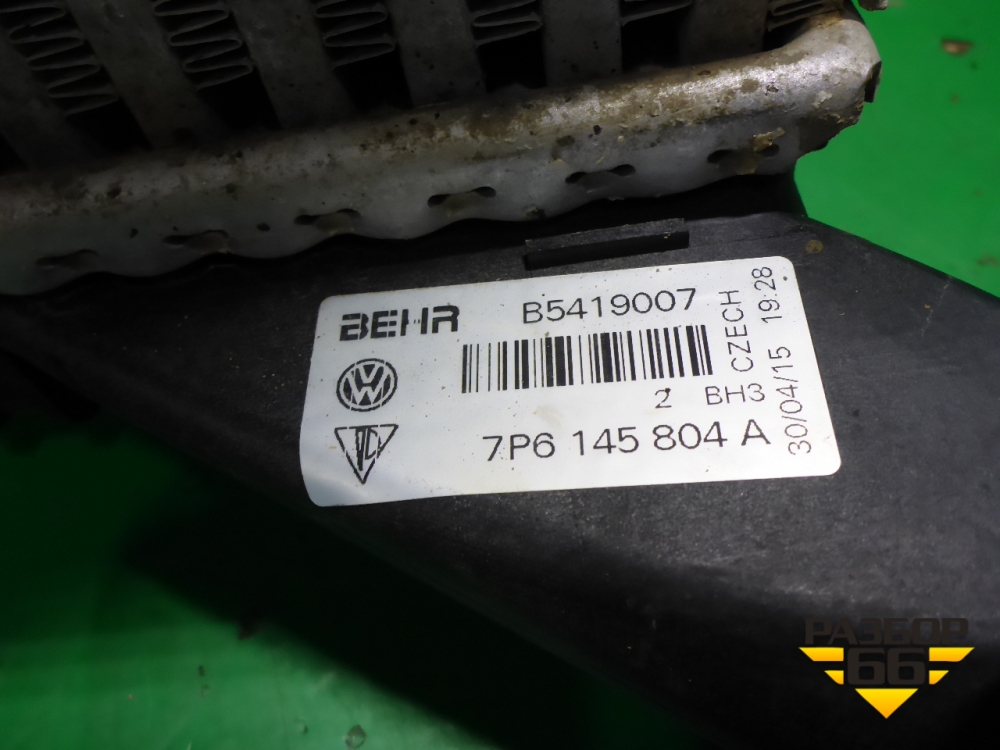 BEHR B5419007
2 BH3
7P6 145 804 A
CZECH
30/04/15 19:28
РАЗБОР
66